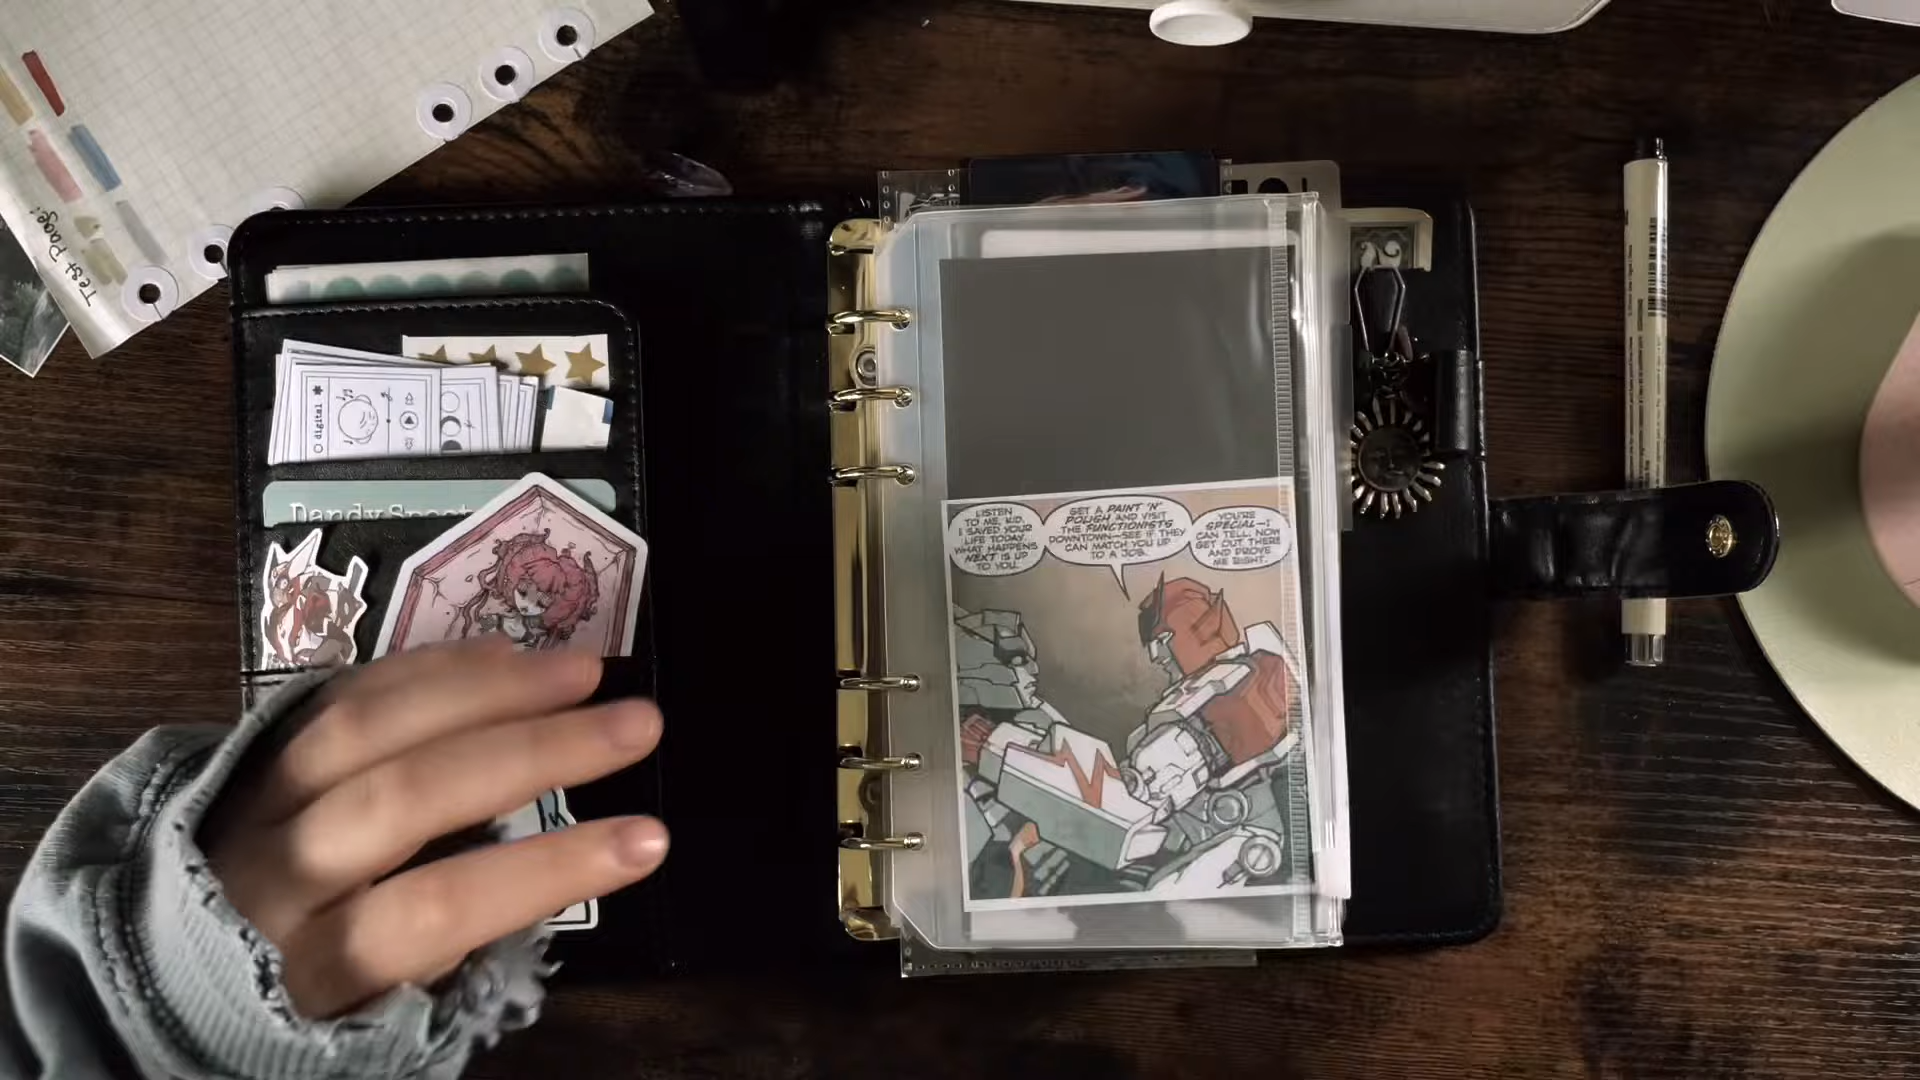 Test Page:
digital
Dandy Spect
LISTEN
TO ME, KID.
I SAVED YOUR
LIFE TODAY.
WHAT HAPPENS
NEXT IS UP
TO YOU.
GET A PAINT 'N'
POLISH AND VISIT
THE FUNCTIONISTS
DOWNTOWN—SEE IF THEY
CAN MATCH YOU UP
TO A JOB.
YOU'RE
SPECIAL—I
CAN TELL. NOW
GET OUT THERE
AND PROVE
ME RIGHT.